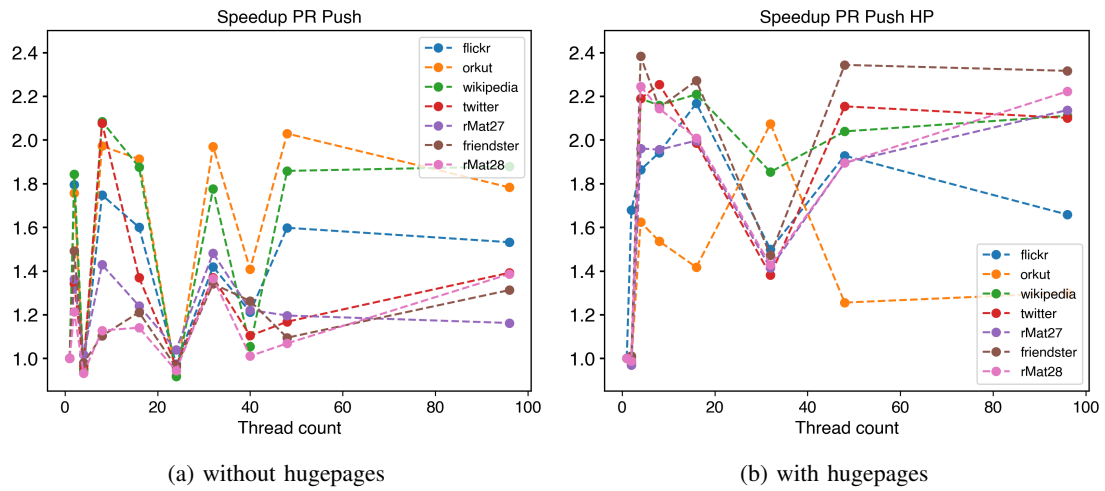 Speedup PR Push
2.4
2.2
2.0
1.8
1.6
1.4
1.2
1.0
flickr
orkut
wikipedia
twitter
rMat27
friendster
rMat28
0 20 40 60 80 100
Thread count
(a) without hugepages
Speedup PR Push HP
2.4
2.2
2.0
1.8
1.6
1.4
1.2
1.0
flickr
orkut
wikipedia
twitter
rMat27
friendster
rMat28
0 20 40 60 80 100
Thread count
(b) with hugepages